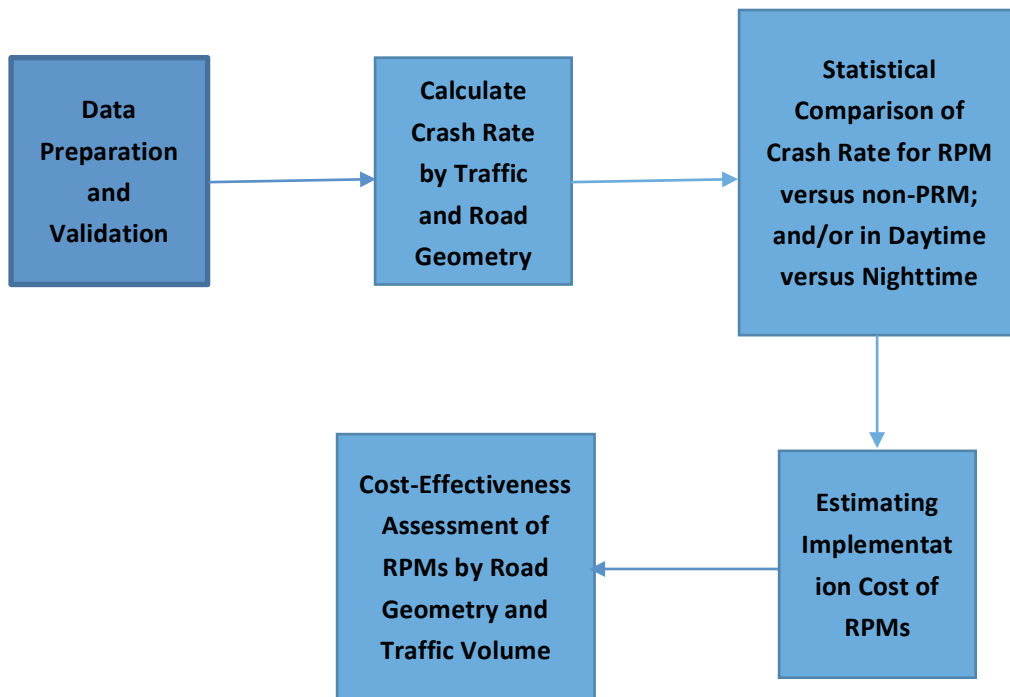 Data
Preparation
and
Validation
Calculate
Crash Rate
by Traffic
and Road
Geometry
Statistical
Comparison of
Crash Rate for RPM
versus non-PRM;
and/or in Daytime
versus Nighttime
Estimating
Implementat
ion Cost of
RPMs
Cost-Effectiveness
Assessment of
RPMs by Road
Geometry and
Traffic Volume